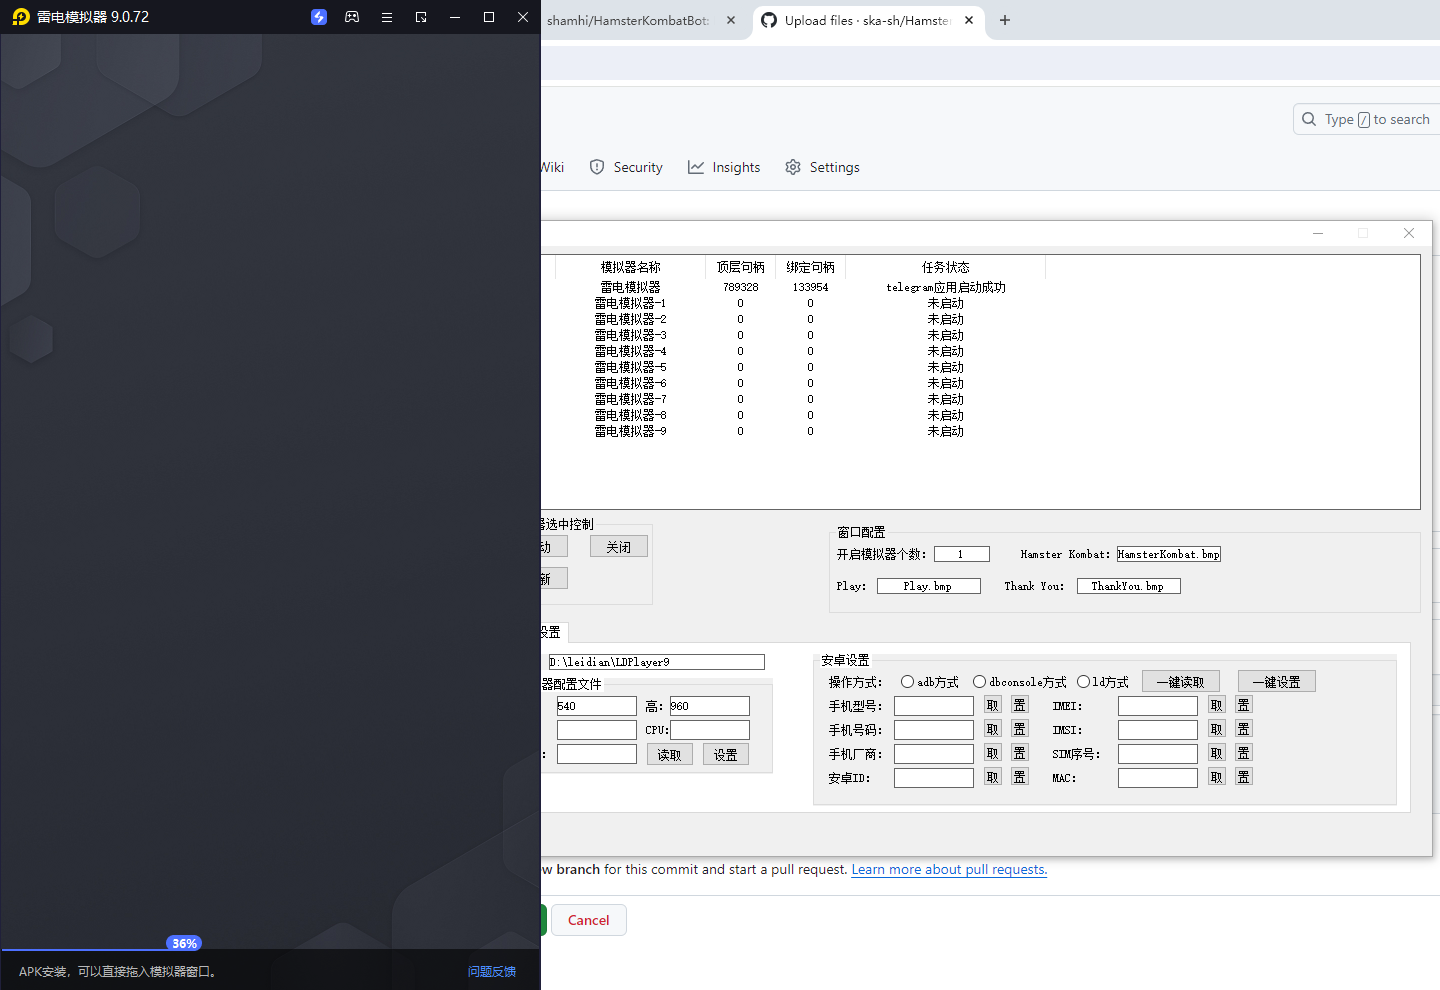 雷电模拟器 9.0.72
shamhi/HamsterKombatBot:
Upload files · ska-sh/Hamster
Type / to search
Wiki
Security
Insights
Settings
模拟器名称 顶层句柄 绑定句柄 任务状态
雷电模拟器 789328 133954 telegram应用启动成功
雷电模拟器-1 0 0 未启动
雷电模拟器-2 0 0 未启动
雷电模拟器-3 0 0 未启动
雷电模拟器-4 0 0 未启动
雷电模拟器-5 0 0 未启动
雷电模拟器-6 0 0 未启动
雷电模拟器-7 0 0 未启动
雷电模拟器-8 0 0 未启动
雷电模拟器-9 0 0 未启动
器选中控制
动 关闭
新
窗口配置
开启模拟器个数: 1 Hamster Kombat: HamsterKombat.bmp
Play: Play.bmp Thank You: ThankYou.bmp
设置
D:\leidian\LDPlayer9
器配置文件
540 高: 960
CPU:
: 读取 设置
安卓设置
操作方式: adb方式 dbconsole方式 ld方式 一键读取 一键设置
手机型号: 取 置 IMEI: 取 置
手机号码: 取 置 IMSI: 取 置
手机厂商: 取 置 SIM序号: 取 置
安卓ID: 取 置 MAC: 取 置
w branch for this commit and start a pull request. Learn more about pull requests.
Cancel
36%
APK安装，可以直接拖入模拟器窗口。
问题反馈